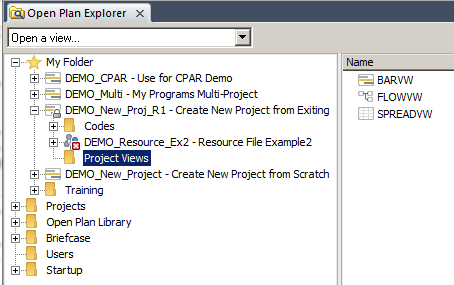 Open Plan Explorer
Open a view...
My Folder
DEMO_CPAR - Use for CPAR Demo
DEMO_Multi - My Programs Multi-Project
DEMO_New_Proj_R1 - Create New Project from Exiting
Codes
DEMO_Resource_Ex2 - Resource File Example2
Project Views
DEMO_New_Project - Create New Project from Scratch
Training
Projects
Open Plan Library
Briefcase
Users
Startup
Name
BARVW
FLOWVW
SPREADVW